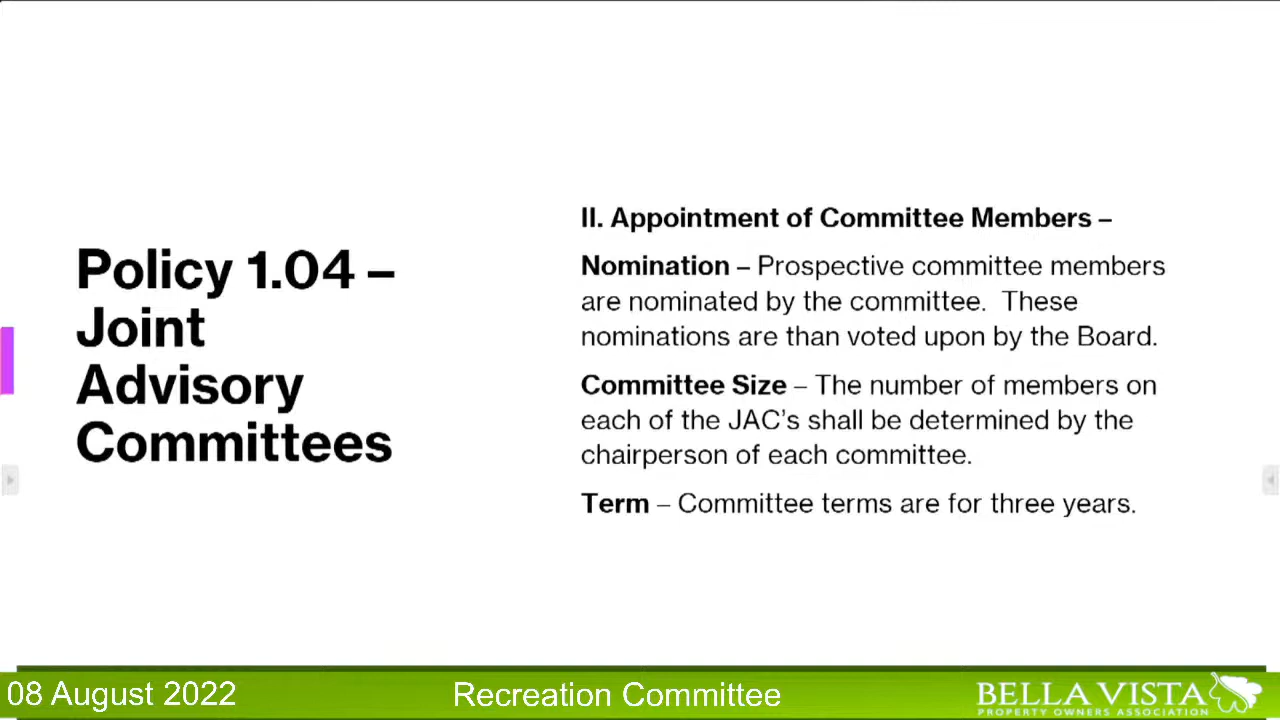 Policy 1.04 –
Joint
Advisory
Committees
II. Appointment of Committee Members –
Nomination – Prospective committee members
are nominated by the committee.  These
nominations are than voted upon by the Board.
Committee Size – The number of members on
each of the JAC's shall be determined by the
chairperson of each committee.
Term – Committee terms are for three years.
08 August 2022
Recreation Committee
BELLA VISTA
PROPERTY OWNERS ASSOCIATION